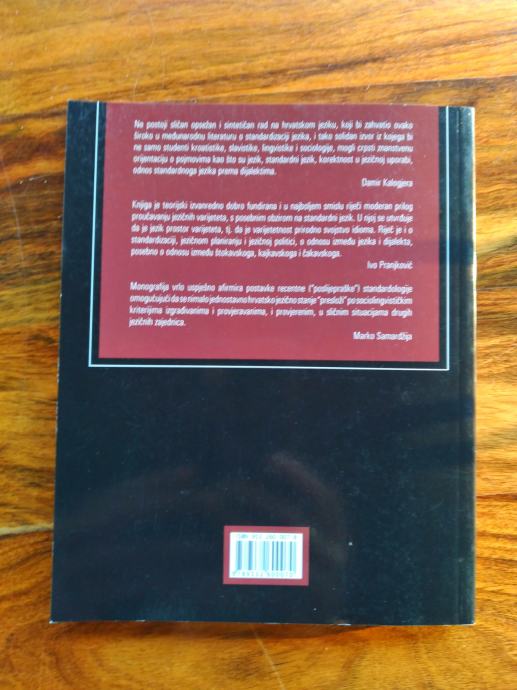 Ne postoji sličan opsežan i sintetičan rad na hrvatskom jeziku, koji bi zahvatio ovako
široko u međunarodnu literaturu o standardizaciji jezika, i tako solidan izvor iz kojega bi
ne samo studenti kroatistike, slavistike, lingvistike i sociologije, mogli crpsti znanstvenu
orijentaciju o pojmovima kao što su jezik, standardni jezik, korektnost u jezičnoj uporabi,
odnos standardnoga jezika prema dijalektima.
Damir Kalogjera
Knjiga je teorijski izvanredno dobro fundirana i u najboljem smislu riječi moderan prilog
proučavanju jezičnih varijeteta, s posebnim obzirom na standardni jezik. U njoj se utvrđuje
da je jezik prostor varijeteta, tj. da je varijetetnost prirodno svojstvo idioma. Riječ je i o
standardizaciji, jezičnom planiranju i jezičnoj politici, o odnosu između jezika i dijalekta,
posebno o odnosu između štokavskoga, kajkavskoga i čakavskoga.
Ivo Pranjković
Monografija vrlo uspješno afirmira postavke recentne ("poslijepraške") standardologije
omogućujući da se nimalo jednostavno hrvatsko jezično stanje "presloži" po sociolingvističkim
kriterijima izgrađivanima i provjeravanima, i provjerenim, u sličnim situacijama drugih
jezičnih zajednica.
Marko Samardžija